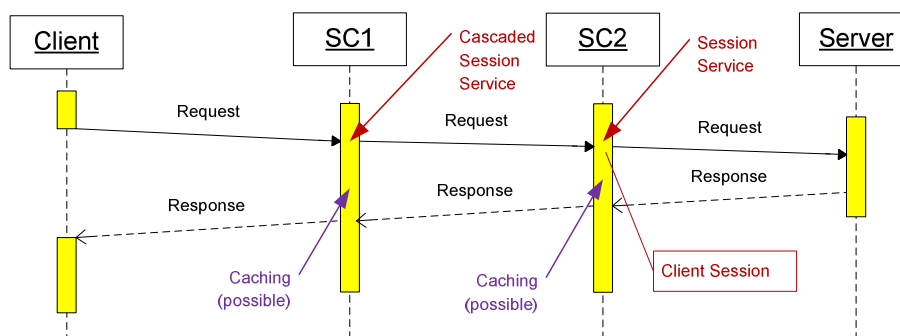 Client
SC1
SC2
Server
Cascaded
Session
Service
Session
Service
Request
Request
Request
Response
Response
Response
Caching
(possible)
Caching
(possible)
Client Session